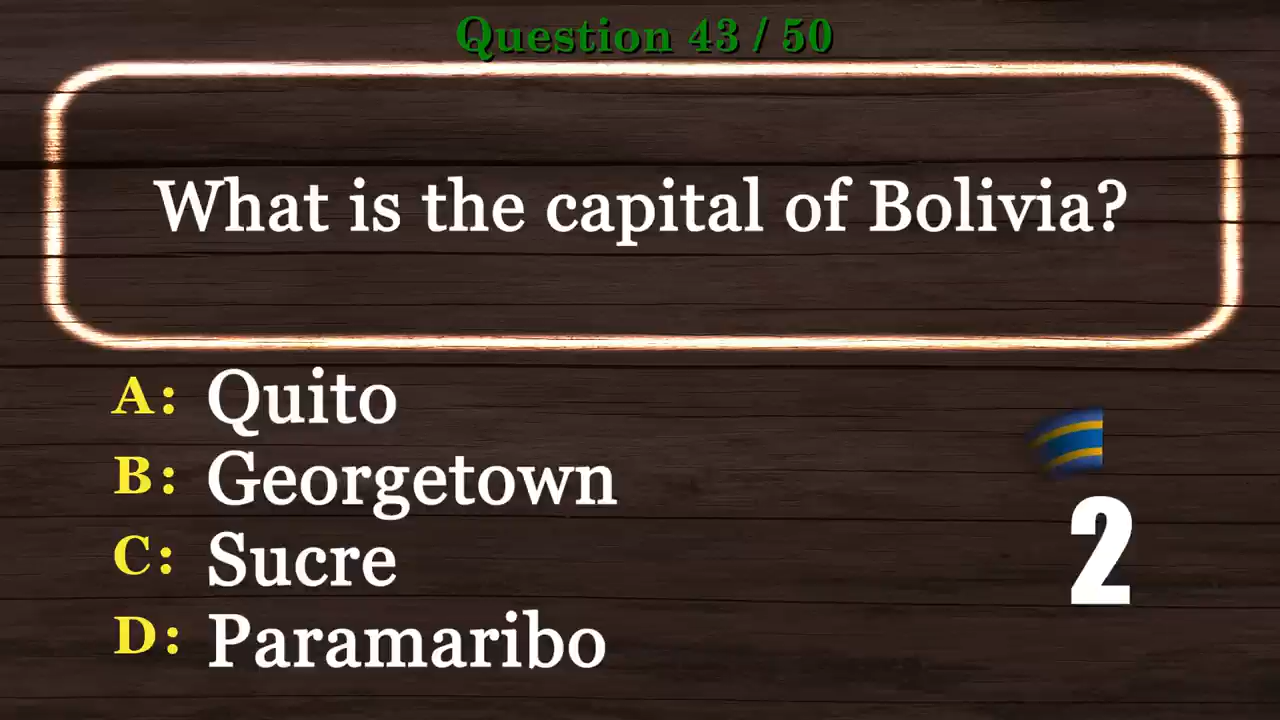 Question 43 / 50
What is the capital of Bolivia?
A: Quito
B: Georgetown
C: Sucre
D: Paramaribo
2